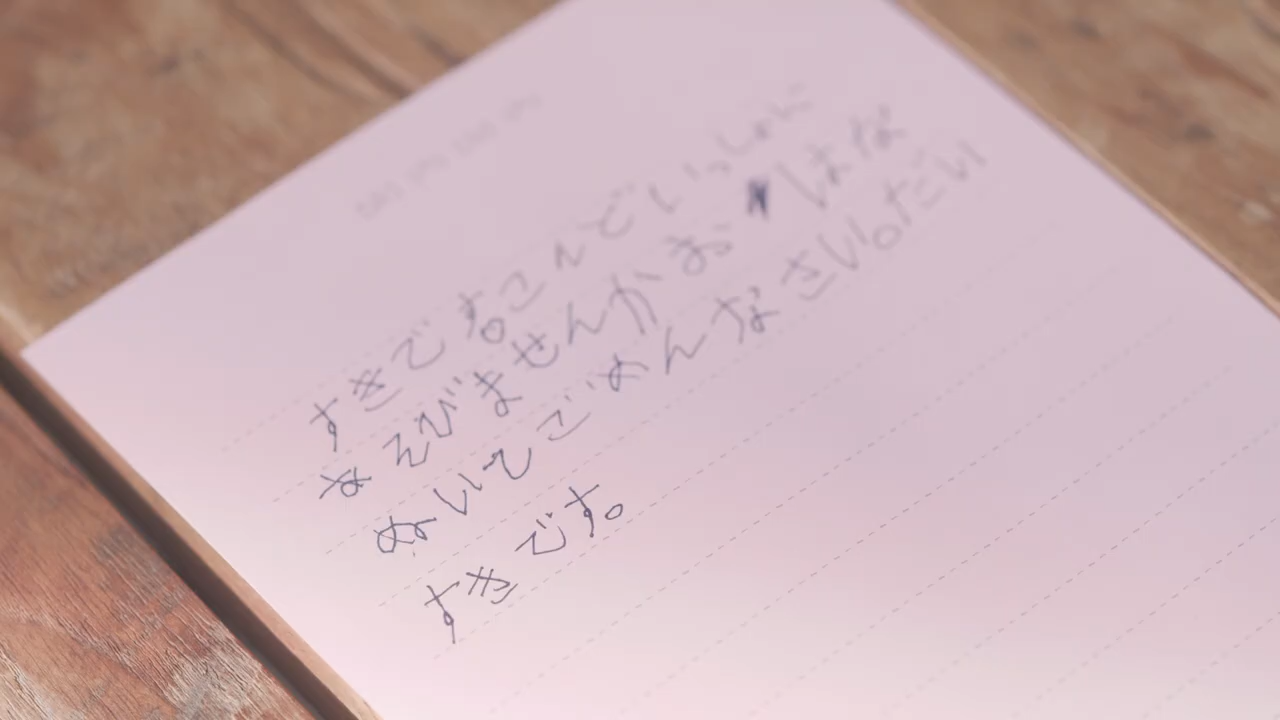 すきです。こんどいっしょに
あそびませんかおはな
ぬいてごめんなさい。だい
すきです。